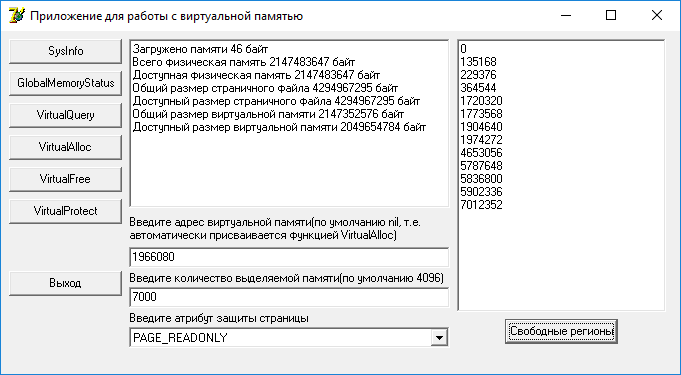 Приложение для работы с виртуальной памятью
SysInfo
GlobalMemoryStatus
VirtualQuery
VirtualAlloc
VirtualFree
VirtualProtect
Выход
Загружено памяти 46 байт
Всего физическая память 2147483647 байт
Доступная физическая память 2147483647 байт
Общий размер страничного файла 4294967295 байт
Доступный размер страничного файла 4294967295 байт
Общий размер виртуальной памяти 2147352576 байт
Доступный размер виртуальной памяти 2049654784 байт
Введите адрес виртуальной памяти(по умолчанию nil, т.е.
автоматически присваивается функцией VirtualAlloc)
1966080
Введите количество выделяемой памяти(по умолчанию 4096)
7000
Введите атрибут защиты страницы
PAGE_READONLY
0
135168
229376
364544
1720320
1773568
1904640
1974272
4653056
5787648
5836800
5902336
7012352
Свободные регионы